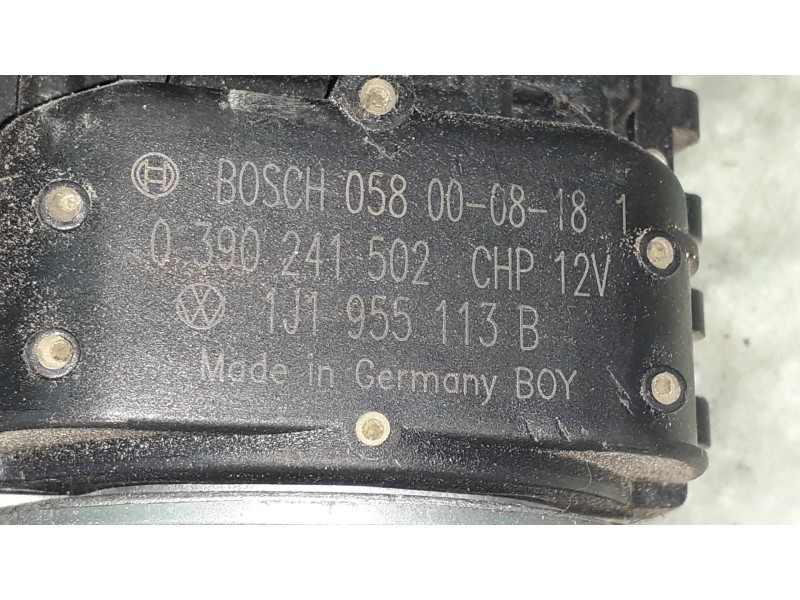 BOSCH 058 00-08-18 1
0 390 241 502 CHP 12V
1J1 955 113 B
Made in Germany BOY